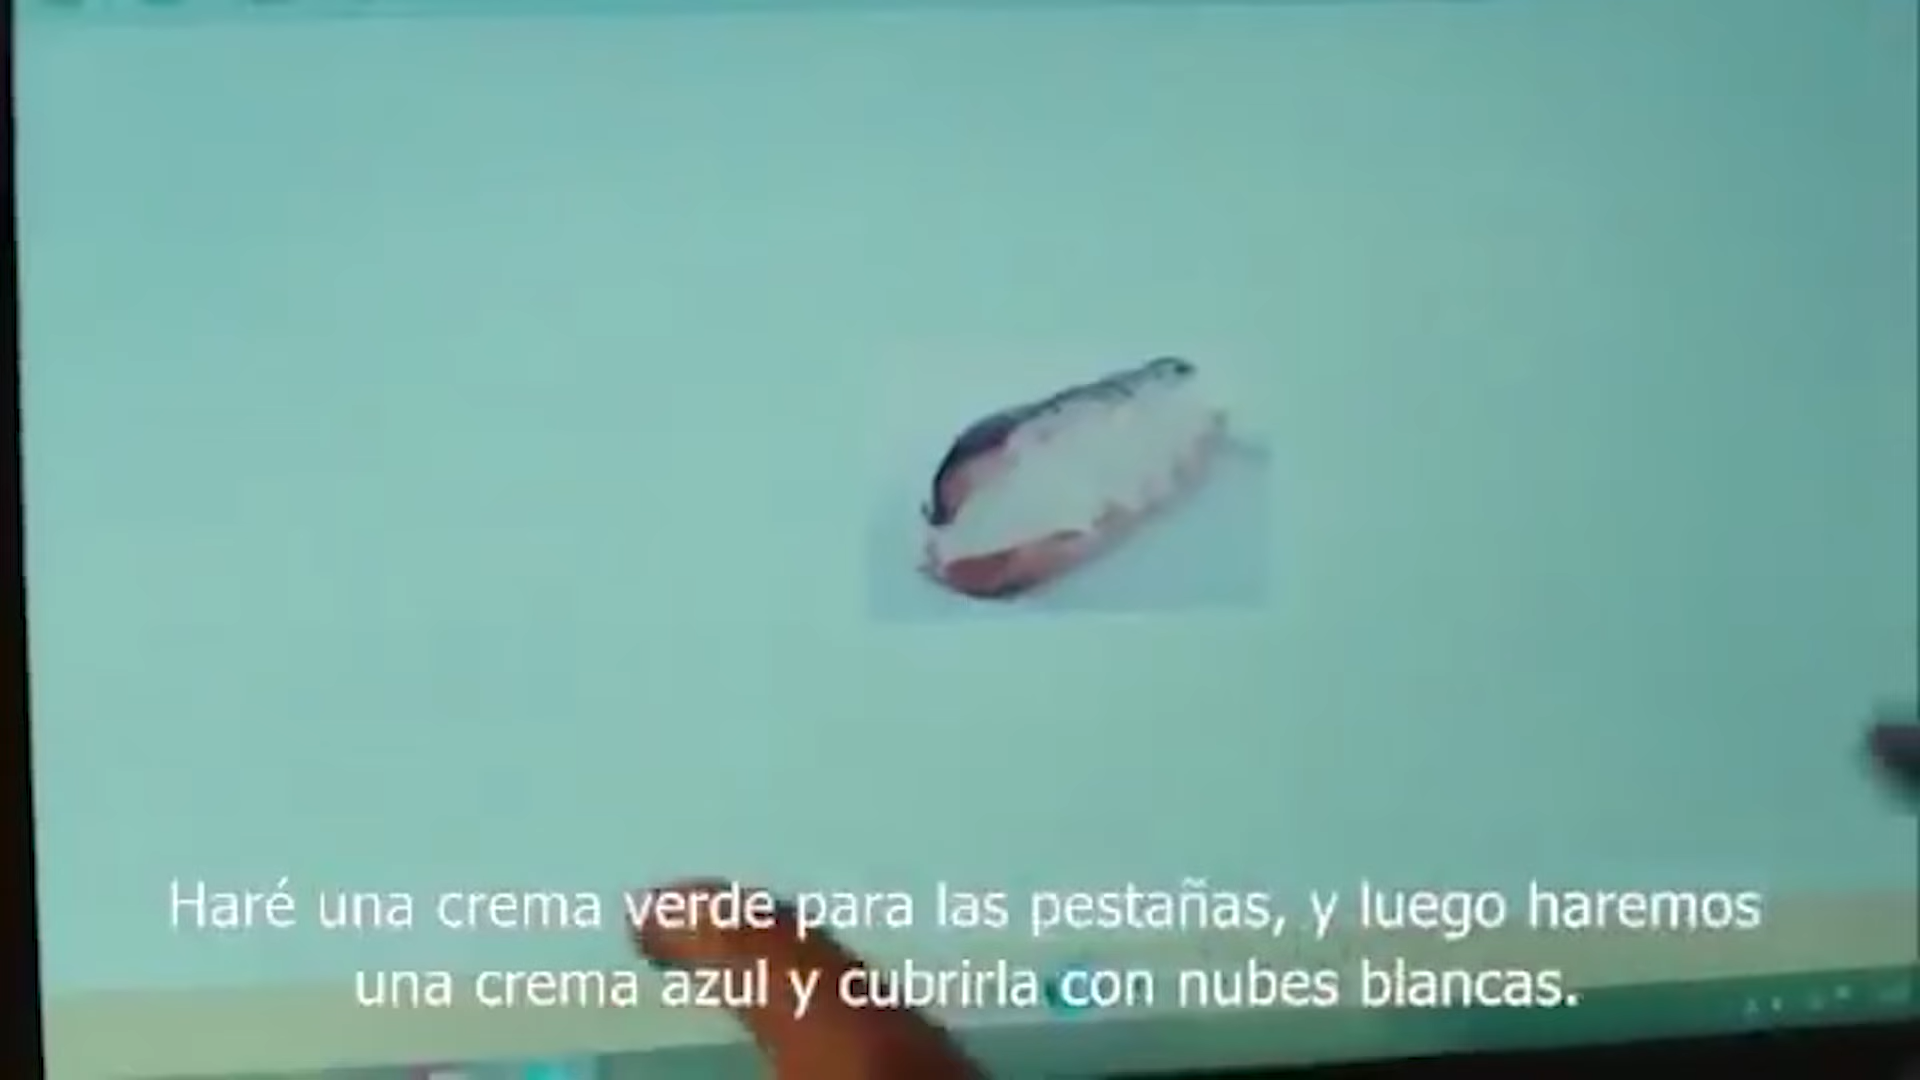 Haré una crema verde para las pestañas, y luego haremos
una crema azul y cubrirla con nubes blancas.